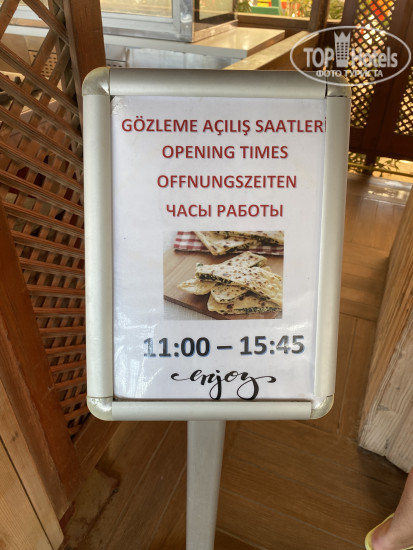 TOP Hotels
ФОТО ТУРИСТА
GÖZLEME AÇILIŞ SAATLERİ
OPENING TIMES
OFFNUNGSZEITEN
ЧАСЫ РАБОТЫ
11:00 – 15:45
enjoy